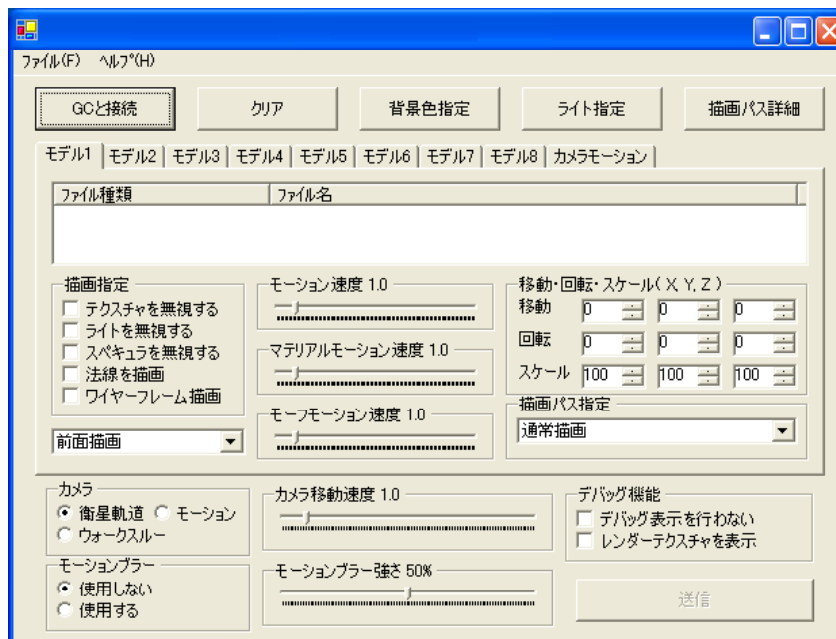 ファイル(F) ヘルプ(H)
GCと接続 クリア 背景色指定 ライト指定 描画パス詳細
モデル1 モデル2 モデル3 モデル4 モデル5 モデル6 モデル7 モデル8 カメラモーション
ファイル種類 ファイル名
描画指定
テクスチャを無視する
ライトを無視する
スペキュラを無視する
法線を描画
ワイヤーフレーム描画
前面描画
モーション速度 1.0
マテリアルモーション速度 1.0
モーフモーション速度 1.0
移動・回転・スケール( X, Y, Z )
移動 0 0 0
回転 0 0 0
スケール 100 100 100
描画パス指定
通常描画
カメラ
衛星軌道 モーション
ウォークスルー
モーションブラー
使用しない
使用する
カメラ移動速度 1.0
モーションブラー強さ 50%
デバッグ機能
デバッグ表示を行わない
レンダーテクスチャを表示
送信